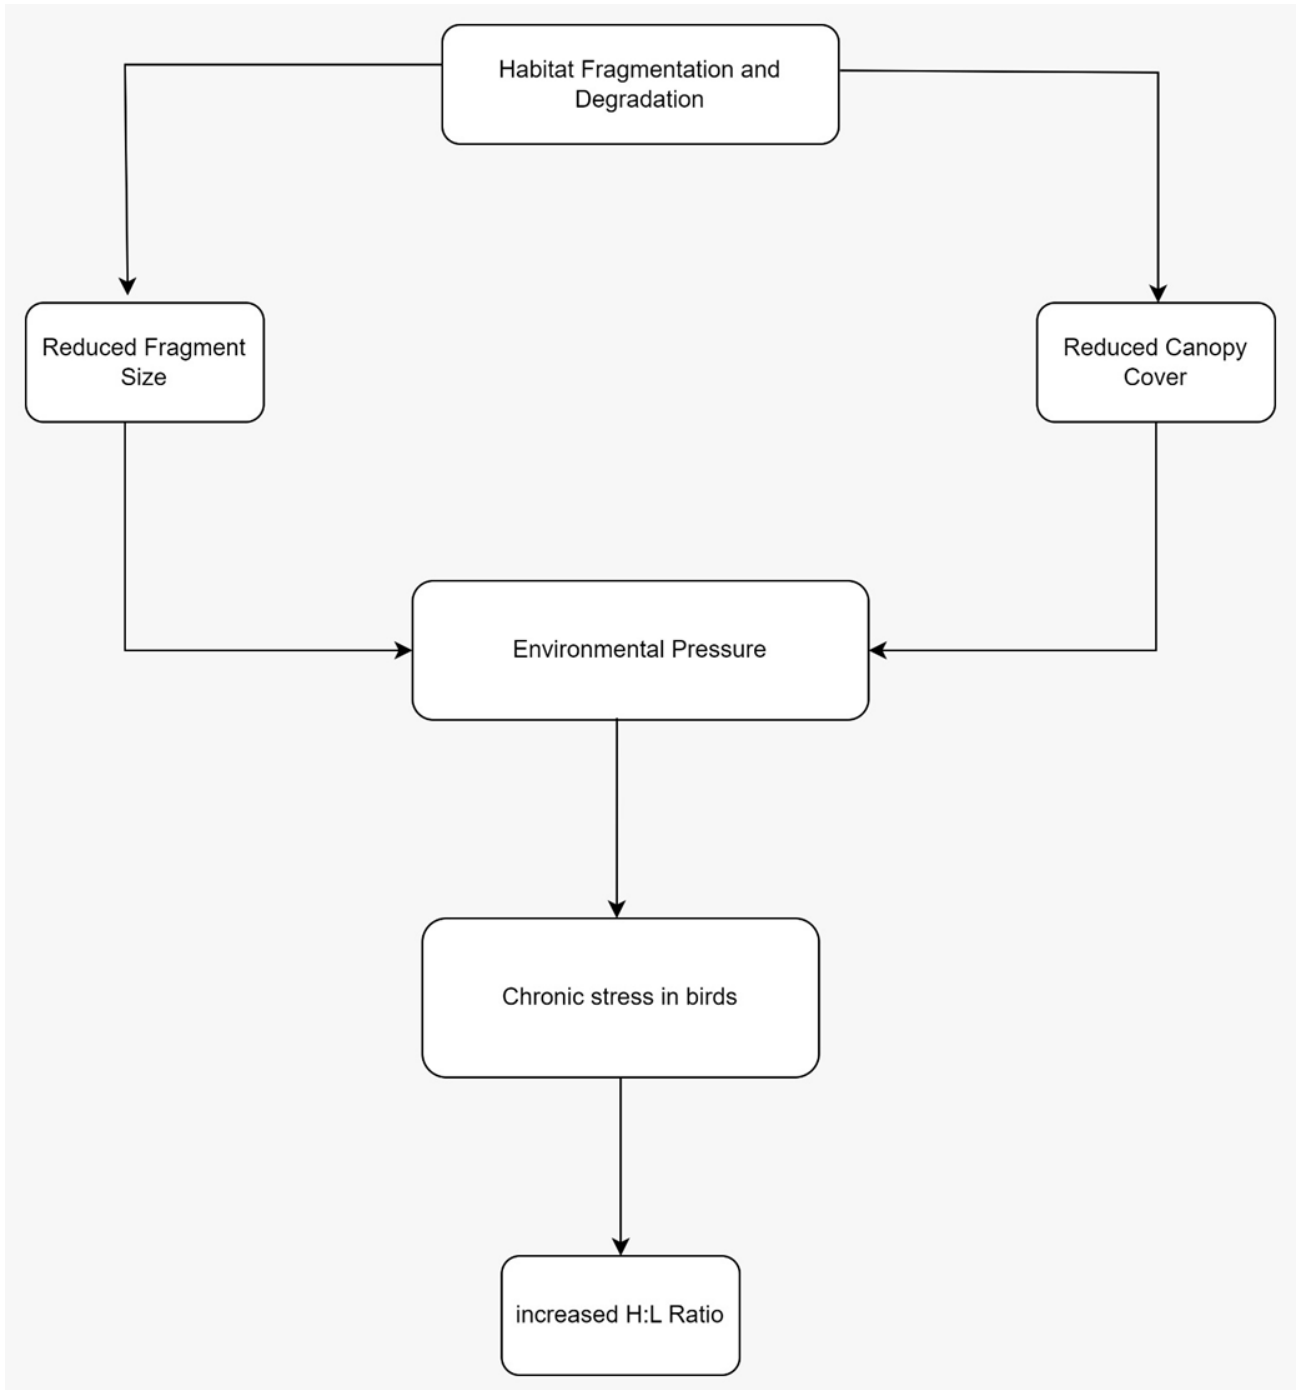 Habitat Fragmentation and
Degradation
Reduced Fragment
Size
Reduced Canopy
Cover
Environmental Pressure
Chronic stress in birds
increased H:L Ratio